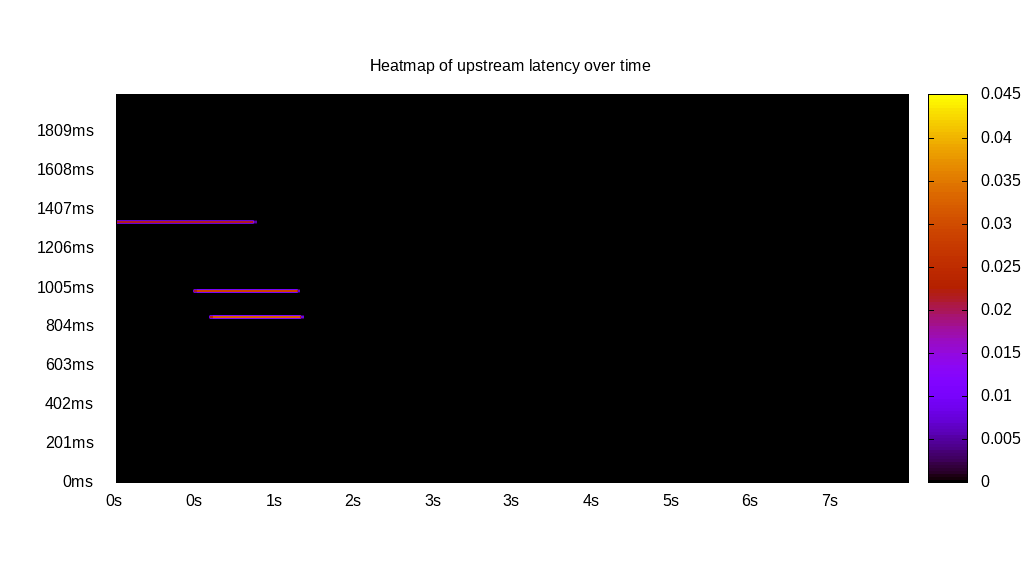 Heatmap of upstream latency over time
1809ms
1608ms
1407ms
1206ms
1005ms
804ms
603ms
402ms
201ms
0ms
0s 0s 1s 2s 3s 3s 4s 5s 6s 7s
0.045
0.04
0.035
0.03
0.025
0.02
0.015
0.01
0.005
0